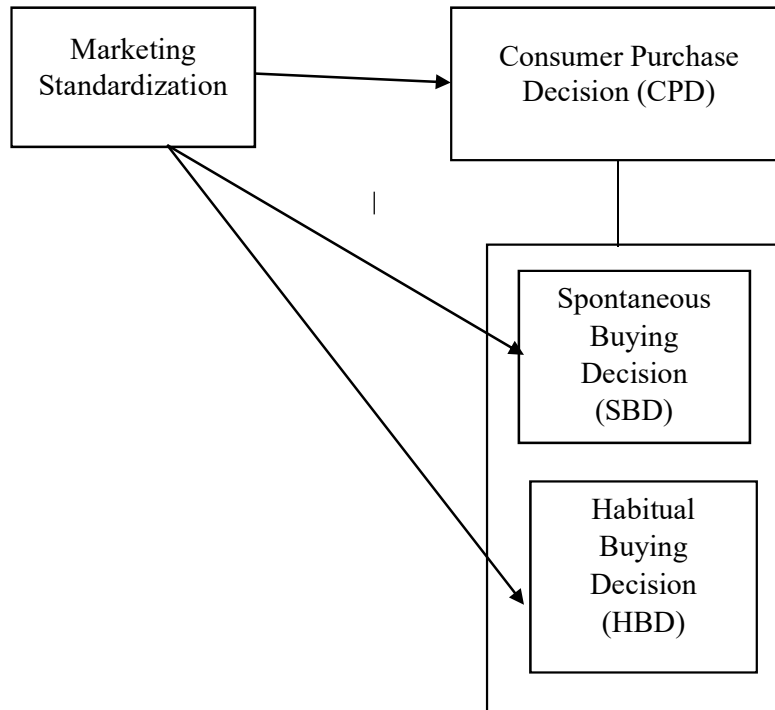 Marketing
Standardization
Consumer Purchase
Decision (CPD)
Spontaneous
Buying
Decision
(SBD)
Habitual
Buying
Decision
(HBD)